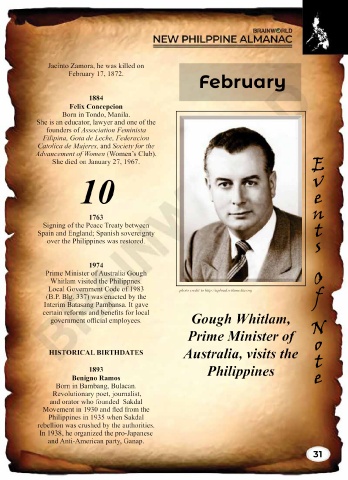 BRAINWORLD
NEW PHILPPINE ALMANAC
Jacinto Zamora, he was killed on
February 17, 1872.
1884
Felix Concepcion
Born in Tondo, Manila.
She is an educator, lawyer and one of the
founders of Association Feminista
Filipina, Gota de Leche, Federacion
Catolica de Mujeres, and Society for the
Advancement of Women (Women's Club).
She died on January 27, 1967.
10
1763
Signing of the Peace Treaty between
Spain and England; Spanish sovereignty
over the Philippines was restored
1974
Prime Minister of Australia Gough
Whitlam visited the Philippnes
Local Government Code of 1983
(B.P. Blg. 337) was enacted by the
Interim Batasang Pambansa. It gave
certain reforms and benefits for local
government official employees.
HISTORICAL BIRTHDATES
1893
Benigno Ramos
Born in Bambang, Bulacan
Revolutionary poet, journalist,
and orator who founded Sakdal
Movement in 1930 and fled from the
Philippines in 1935 when Sakdal
rebellion was crushed by the authorities.
In 1938, he organized the pro-Japanese
and Anti-American party, Ganap.
February
Gough Whitlam,
Prime Minister of
Australia, visits the
Philippines
Events of Note
31